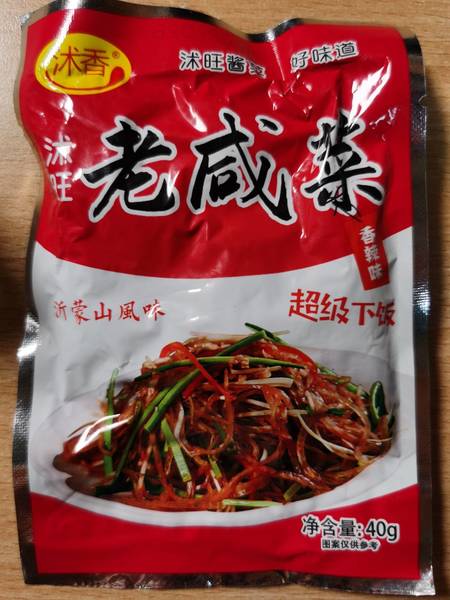 沭香®
沭旺酱菜 好味道
沭旺
老咸菜
香辣味
沂蒙山風味
超级下饭
净含量:40g
图案仅供参考